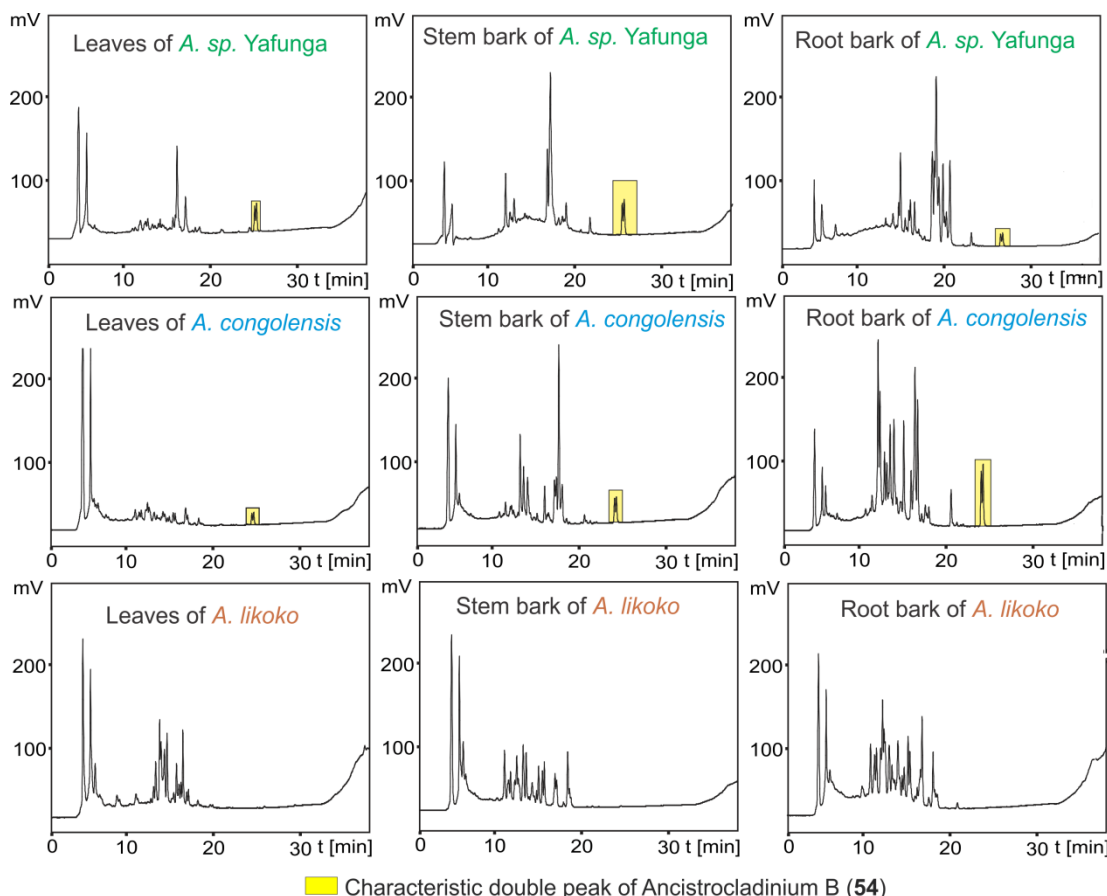 mV
Leaves of A. sp. Yafunga
200
100
0 10 20 30 t [min]
mV
Stem bark of A. sp. Yafunga
200
100
0 10 20 30 t [min]
mV
Root bark of A. sp. Yafunga
200
100
0 10 20 30 t [min]
mV
Leaves of A. congolensis
200
100
0 10 20 30 t [min]
mV
Stem bark of A. congolensis
200
100
0 10 20 30 t [min]
mV
Root bark of A. congolensis
200
100
0 10 20 30 t [min]
mV
Leaves of A. likoko
200
100
0 10 20 30 t [min]
mV
Stem bark of A. likoko
200
100
0 10 20 30 t [min]
mV
Root bark of A. likoko
200
100
0 10 20 30 t [min]
Characteristic double peak of Ancistrocladinium B (54)